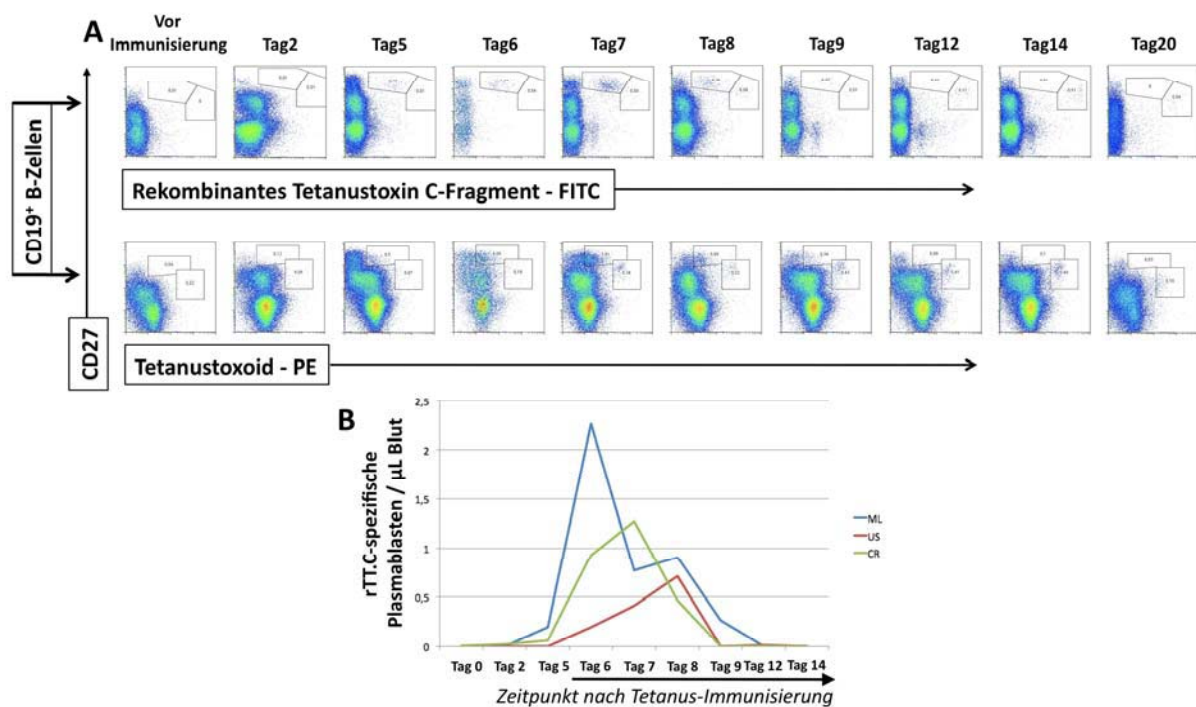 A
Vor
Immunisierung
Tag2
Tag5
Tag6
Tag7
Tag8
Tag9
Tag12
Tag14
Tag20
CD19+ B-Zellen
Rekombinantes Tetanustoxin C-Fragment - FITC
CD27
Tetanustoxoid - PE
B
rTT.C-spezifische
Plasmablasten / µL Blut
2,5
2
1,5
1
0,5
0
ML
US
CR
Tag 0 Tag 2 Tag 5 Tag 6 Tag 7 Tag 8 Tag 9 Tag 12 Tag 14
Zeitpunkt nach Tetanus-Immunisierung